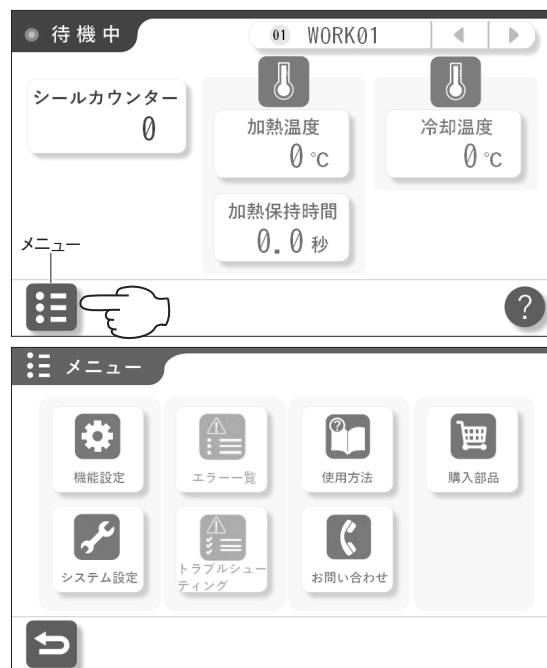 待機中
01 WORK01
シールカウンター
0
加熱温度
0 ℃
冷却温度
0 ℃
加熱保持時間
0.0 秒
メニュー
?
メニュー
機能設定
エラー一覧
?
使用方法
購入部品
システム設定
トラブルシュー
ティング
お問い合わせ